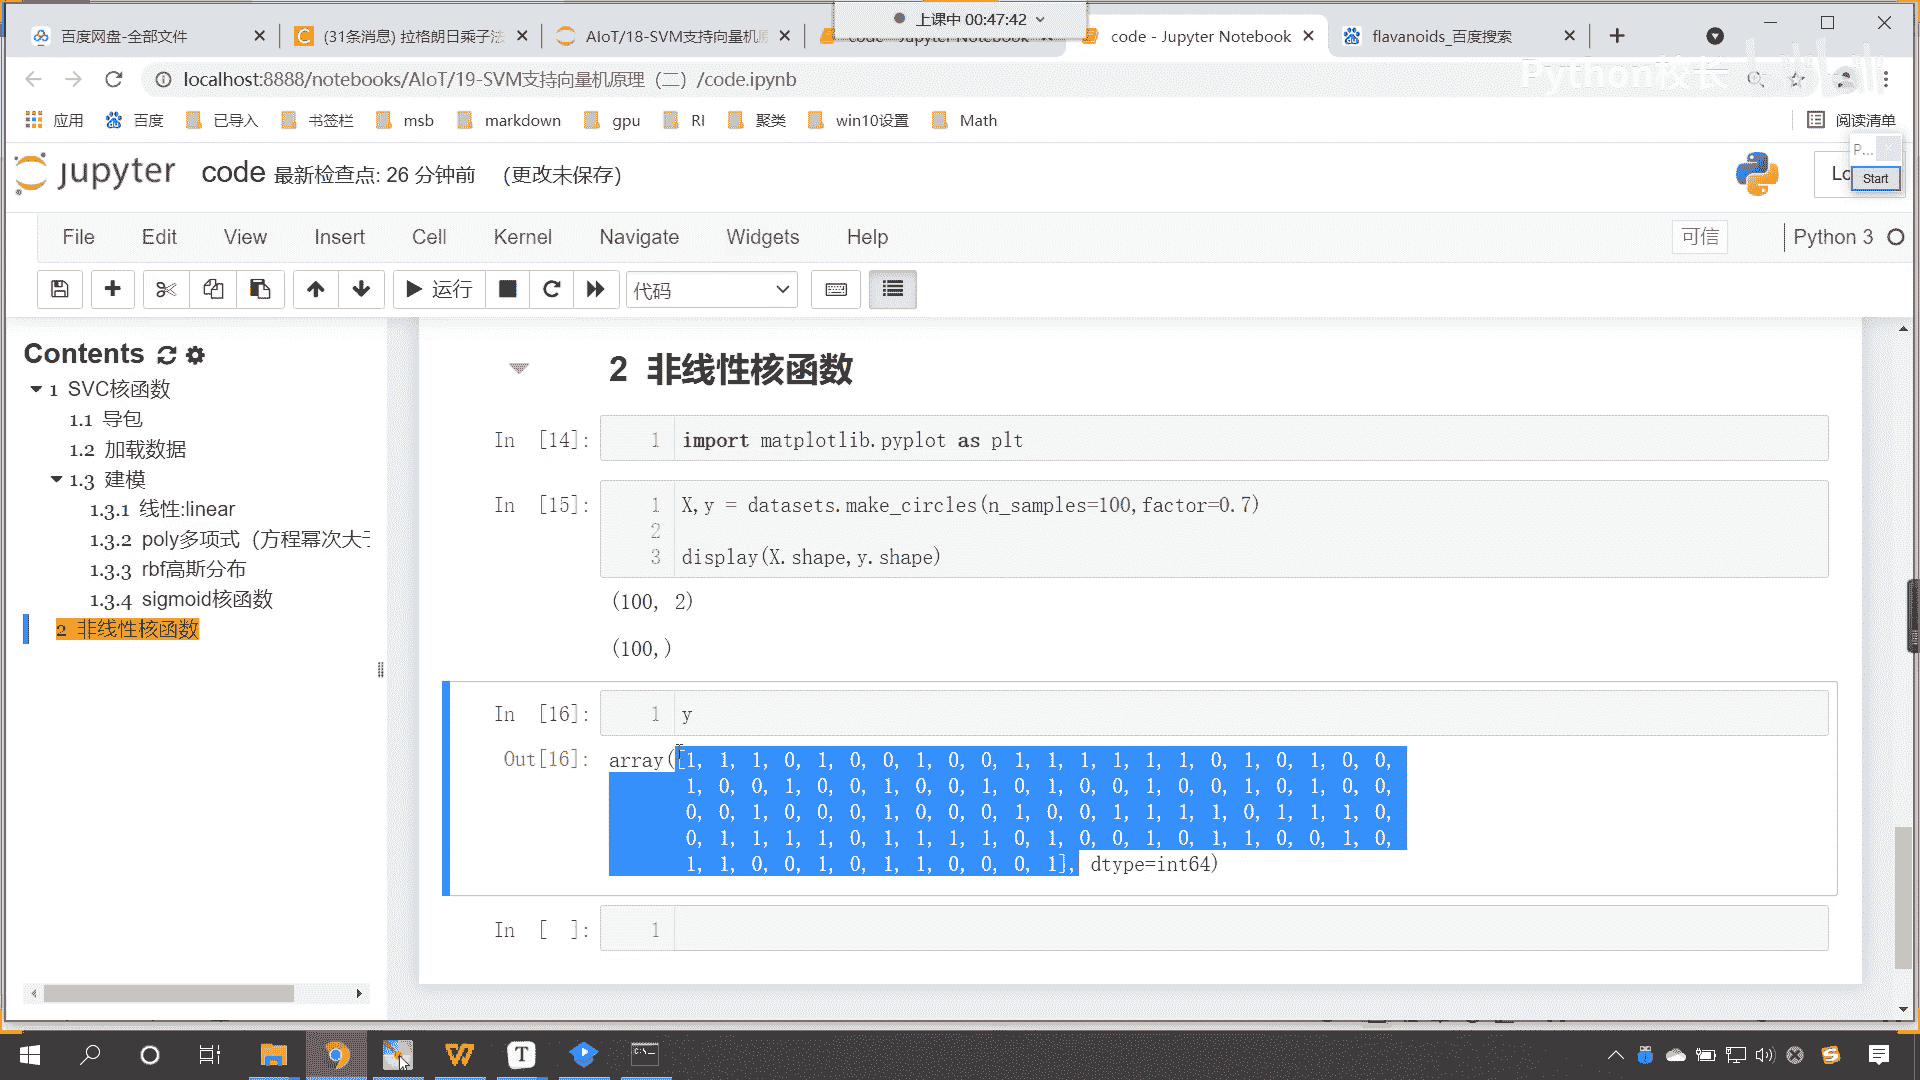 上课中 00:47:42
百度网盘-全部文件
(31条消息) 拉格朗日乘子法
AIoT/18-SVM支持向量机原
code - Jupyter Notebook
code - Jupyter Notebook
flavanoids_百度搜索
localhost:8888/notebooks/AIoT/19-SVM支持向量机原理（二）/code.ipynb
Python校长
应用
百度
已导入
书签栏
msb
markdown
gpu
RI
聚类
win10设置
Math
阅读清单
P...
Start
jupyter
code 最新检查点: 26 分钟前 (更改未保存)
Lo
File Edit View Insert Cell Kernel Navigate Widgets Help
可信
Python 3
运行
代码
Contents
1 SVC核函数
1.1 导包
1.2 加载数据
1.3 建模
1.3.1 线性:linear
1.3.2 poly多项式（方程幂次大于
1.3.3 rbf高斯分布
1.3.4 sigmoid核函数
2 非线性核函数
2 非线性核函数
In [14]: 1 import matplotlib.pyplot as plt
In [15]: 1 X,y = datasets.make_circles(n_samples=100,factor=0.7)
2
3 display(X.shape,y.shape)
(100, 2)
(100,)
In [16]: 1 y
Out[16]: array([1, 1, 1, 0, 1, 0, 0, 1, 0, 0, 1, 1, 1, 1, 1, 1, 0, 1, 0, 1, 0, 0,
1, 0, 0, 1, 0, 0, 1, 0, 0, 1, 0, 1, 0, 0, 1, 0, 0, 1, 0, 1, 0, 0,
0, 0, 1, 0, 0, 0, 1, 0, 0, 0, 1, 0, 0, 1, 1, 1, 1, 0, 1, 1, 1, 0,
0, 1, 1, 1, 1, 0, 1, 1, 1, 1, 0, 1, 0, 0, 1, 0, 1, 1, 0, 0, 1, 0,
1, 1, 0, 0, 1, 0, 1, 1, 0, 0, 0, 1], dtype=int64)
In [ ]: 1